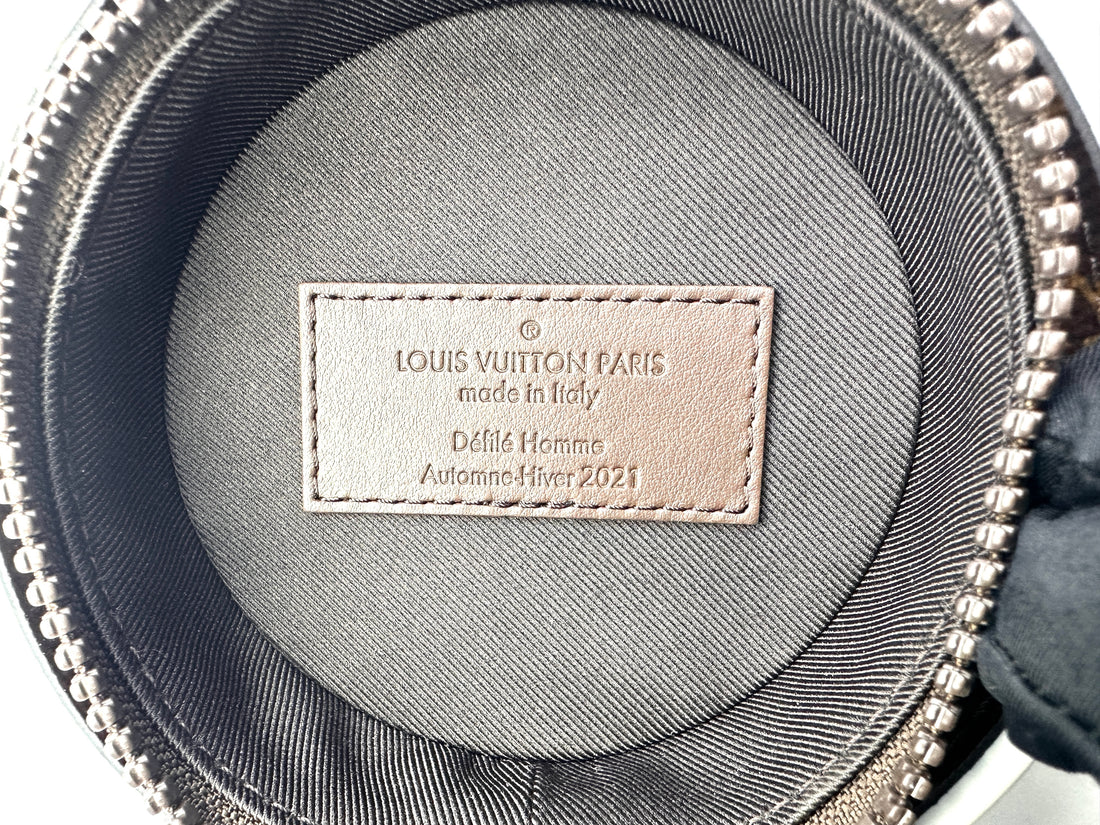 ®
LOUIS VUITTON PARIS
made in Italy
Défilé Homme
Automne-Hiver 2021